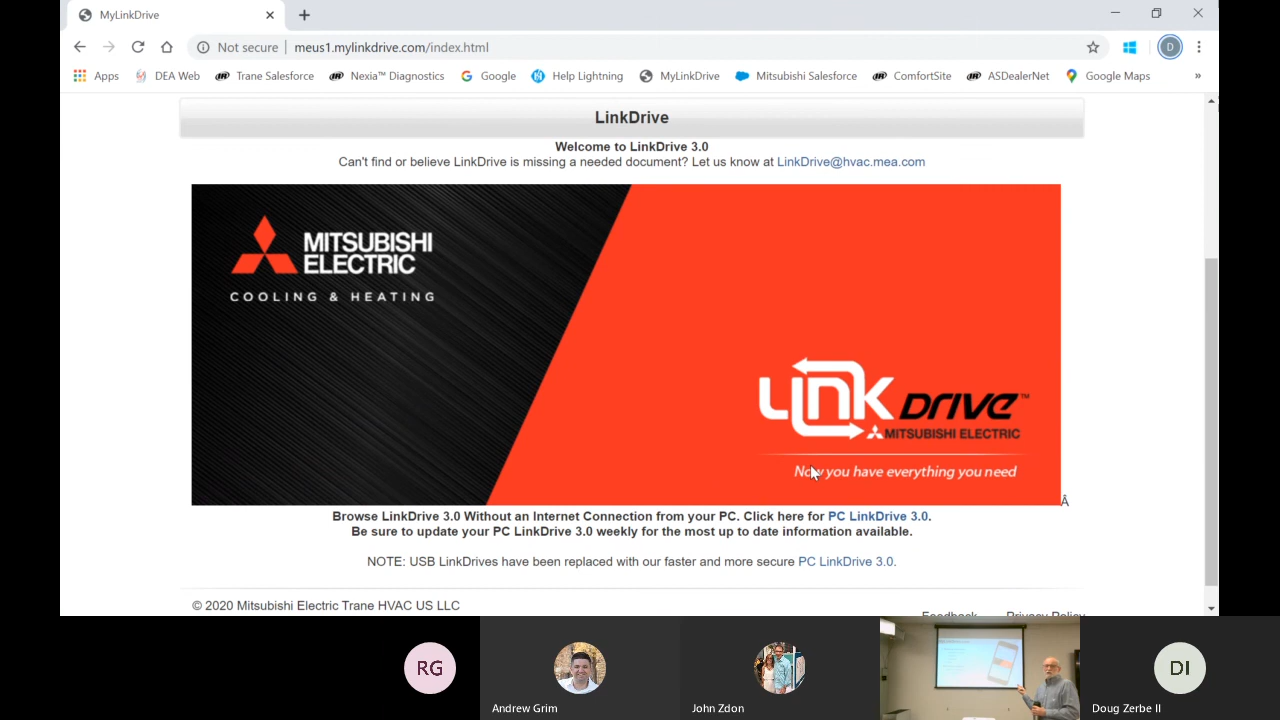 MyLinkDrive
Not secure | meus1.mylinkdrive.com/index.html
D
Apps DEA Web Trane Salesforce Nexia™ Diagnostics Google Help Lightning MyLinkDrive Mitsubishi Salesforce ComfortSite ASDealerNet Google Maps »
LinkDrive
Welcome to LinkDrive 3.0
Can't find or believe LinkDrive is missing a needed document? Let us know at LinkDrive@hvac.mea.com
MITSUBISHI
ELECTRIC
COOLING & HEATING
LINK DRIVE™
MITSUBISHI ELECTRIC
Now you have everything you need
Â
Browse LinkDrive 3.0 Without an Internet Connection from your PC. Click here for PC LinkDrive 3.0.
Be sure to update your PC LinkDrive 3.0 weekly for the most up to date information available.
NOTE: USB LinkDrives have been replaced with our faster and more secure PC LinkDrive 3.0.
© 2020 Mitsubishi Electric Trane HVAC US LLC
Feedback Privacy Policy
RG
DI
Andrew Grim
John Zdon
Doug Zerbe II